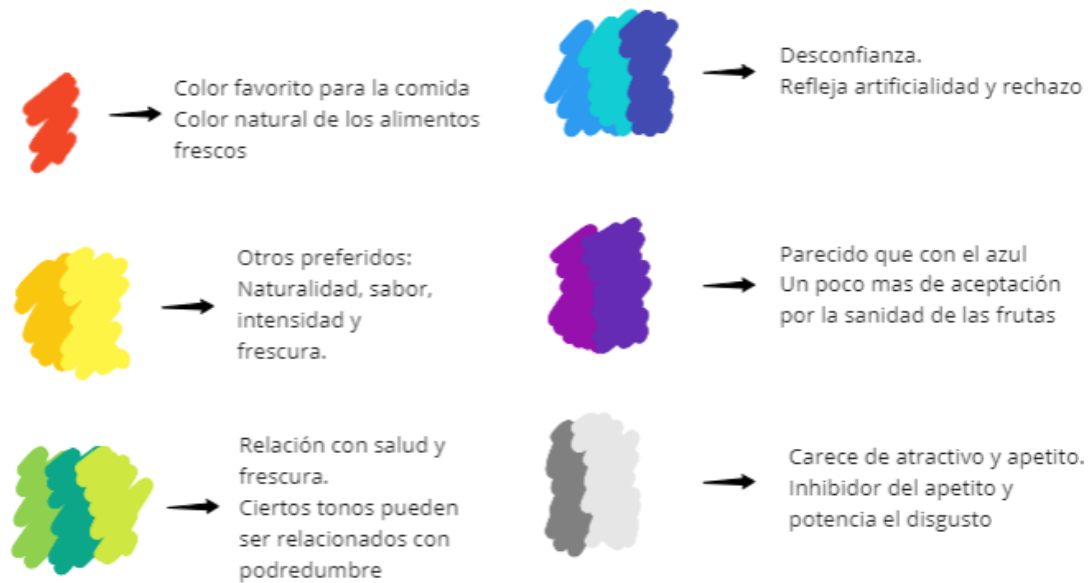 Color favorito para la comida
Color natural de los alimentos
frescos
Otros preferidos:
Naturalidad, sabor,
intensidad y
frescura.
Relación con salud y
frescura.
Ciertos tonos pueden
ser relacionados con
podredumbre
Desconfianza.
Refleja artificialidad y rechazo
Parecido que con el azul
Un poco mas de aceptación
por la sanidad de las frutas
Carece de atractivo y apetito.
Inhibidor del apetito y
potencia el disgusto